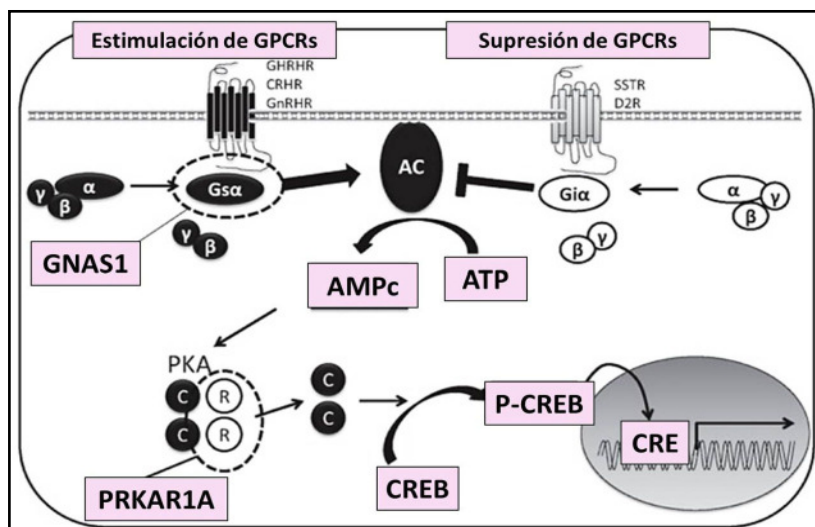 Estimulación de GPCRs
Supresión de GPCRs
GHRHR
CRHR
GnRHR
SSTR
D2R
γ
β
α
Gsα
AC
Giα
α
γ
β
γ
β
β
γ
GNAS1
AMPc
ATP
PKA
C
R
C
R
C
C
P-CREB
CRE
PRKAR1A
CREB